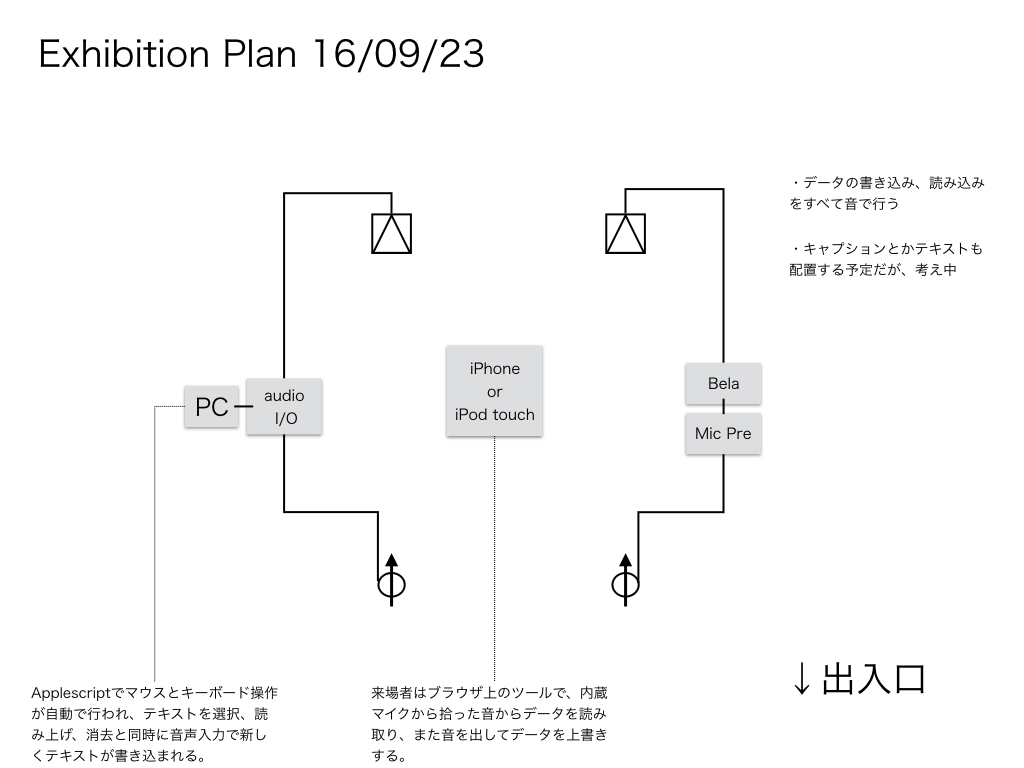 Exhibition Plan 16/09/23
・データの書き込み、読み込み
をすべて音で行う
・キャプションとかテキストも
配置する予定だが、考え中
iPhone
or
iPod touch
PC
audio
I/O
Bela
Mic Pre
↓出入口
Applescriptでマウスとキーボード操作
が自動で行われ、テキストを選択、読
み上げ、消去と同時に音声入力で新し
くテキストが書き込まれる。
来場者はブラウザ上のツールで、内蔵
マイクから拾った音からデータを読み
取り、また音を出してデータを上書き
する。